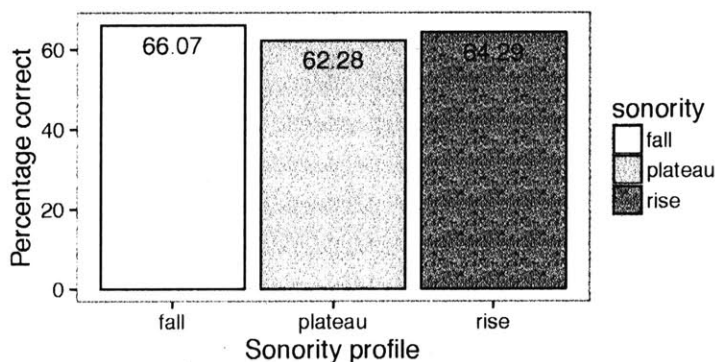 66.07
62.28
64.29
60
40
20
0
Percentage correct
fall
plateau
rise
Sonority profile
sonority
fall
plateau
rise